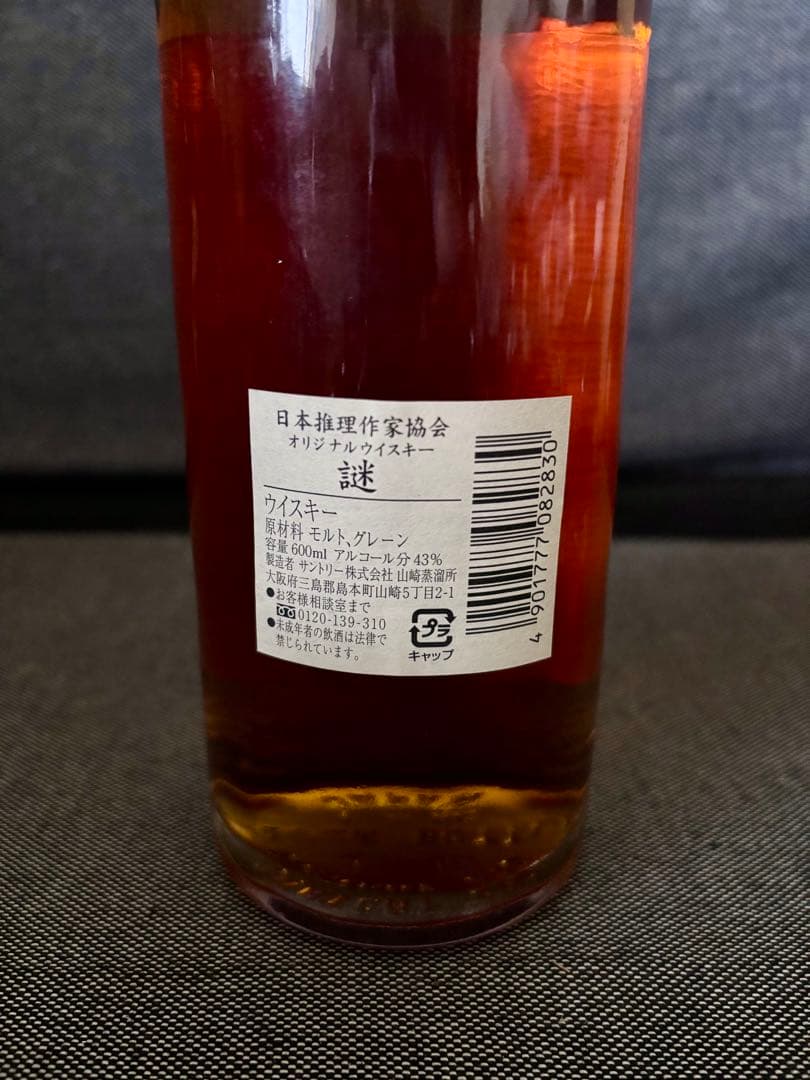 日本推理作家協会
オリジナルウイスキー
謎
ウイスキー
原材料 モルト、グレーン
容量 600ml アルコール分 43%
製造者 サントリー株式会社 山崎蒸溜所
大阪府三島郡島本町山崎5丁目2-1
●お客様相談室まで
0120-139-310
●未成年者の飲酒は法律で
禁じられています。
プラ
キャップ
4 901777 082830